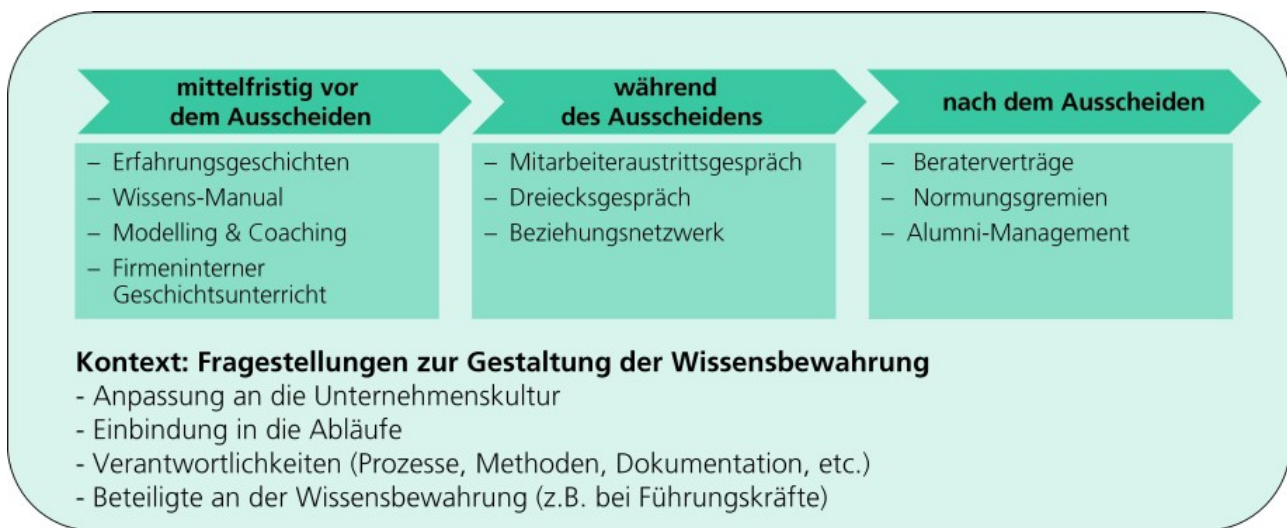 mittelfristig vor
dem Ausscheiden
– Erfahrungsgeschichten
– Wissens-Manual
– Modelling & Coaching
– Firmeninterner
Geschichtsunterricht
während
des Ausscheidens
– Mitarbeiteraustrittsgespräch
– Dreiecksgespräch
– Beziehungsnetzwerk
nach dem Ausscheiden
– Beraterverträge
– Normungsgremien
– Alumni-Management
Kontext: Fragestellungen zur Gestaltung der Wissensbewahrung
- Anpassung an die Unternehmenskultur
- Einbindung in die Abläufe
- Verantwortlichkeiten (Prozesse, Methoden, Dokumentation, etc.)
- Beteiligte an der Wissensbewahrung (z.B. bei Führungskräfte)